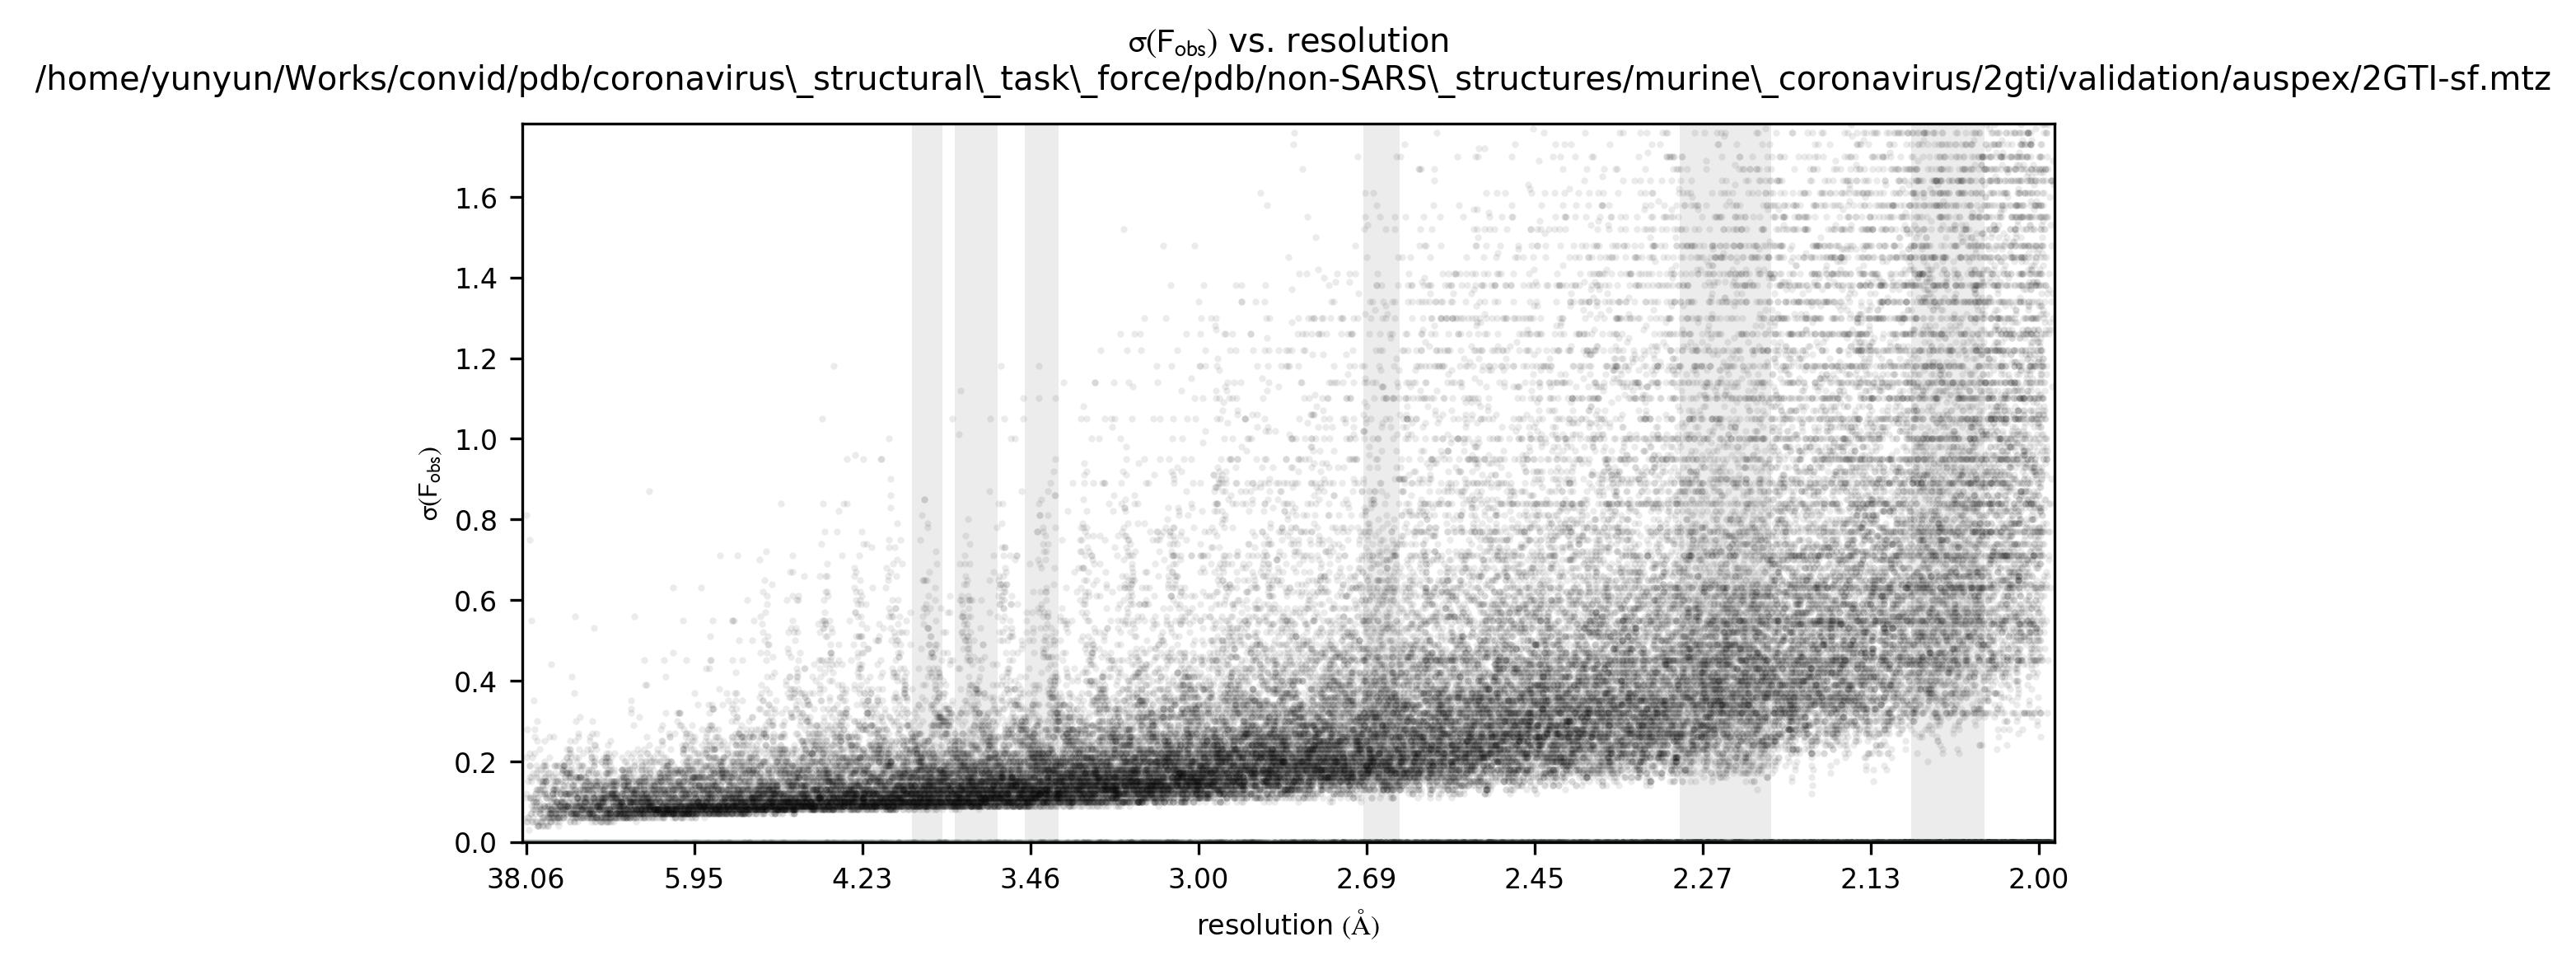 σ(Fobs) vs. resolution
/home/yunyun/Works/convid/pdb/coronavirus\_structural\_task\_force/pdb/non-SARS\_structures/murine\_coronavirus/2gti/validation/auspex/2GTI-sf.mtz
1.6
1.4
1.2
1.0
0.8
0.6
0.4
0.2
0.0
σ(Fobs)
38.06 5.95 4.23 3.46 3.00 2.69 2.45 2.27 2.13 2.00
resolution (Å)